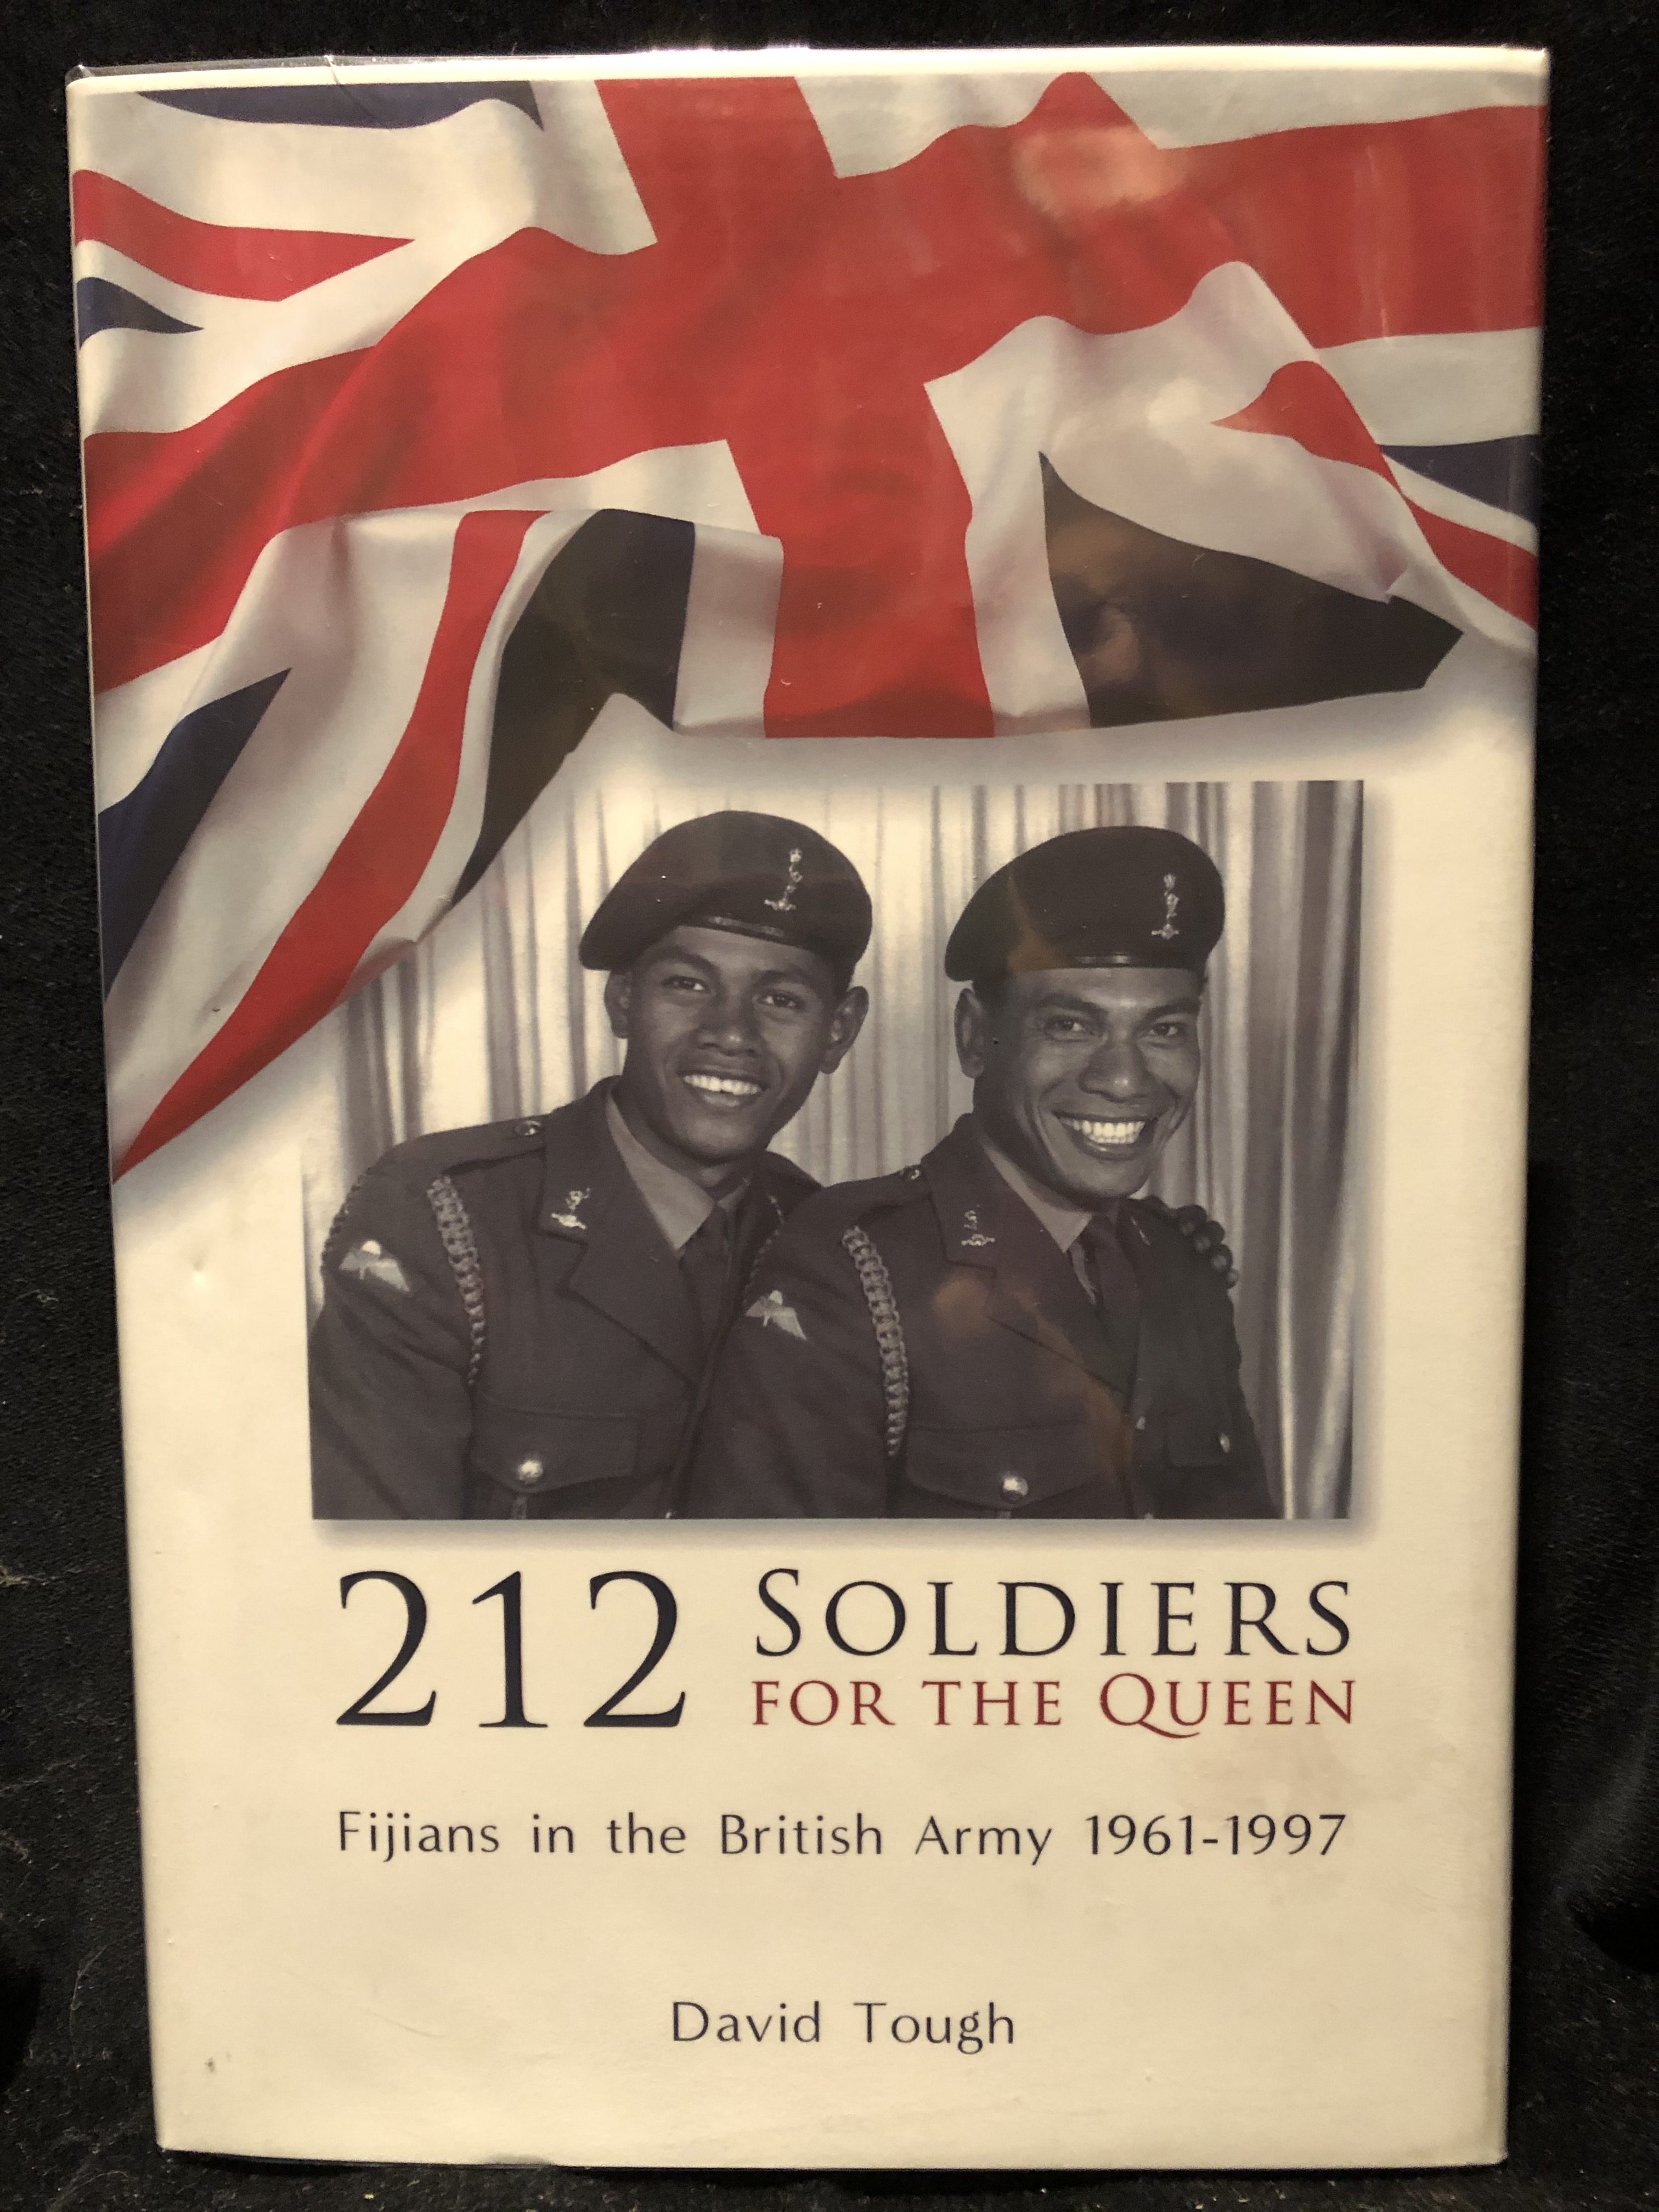 212 SOLDIERS
FOR THE QUEEN
Fijians in the British Army 1961-1997
David Tough